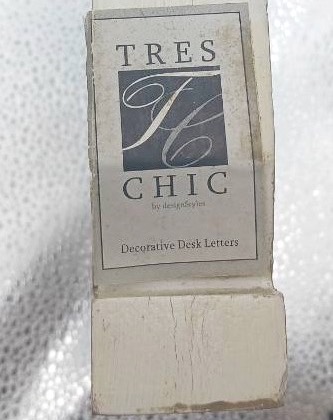 TRES
TC
CHIC
by designStyles
Decorative Desk Letters